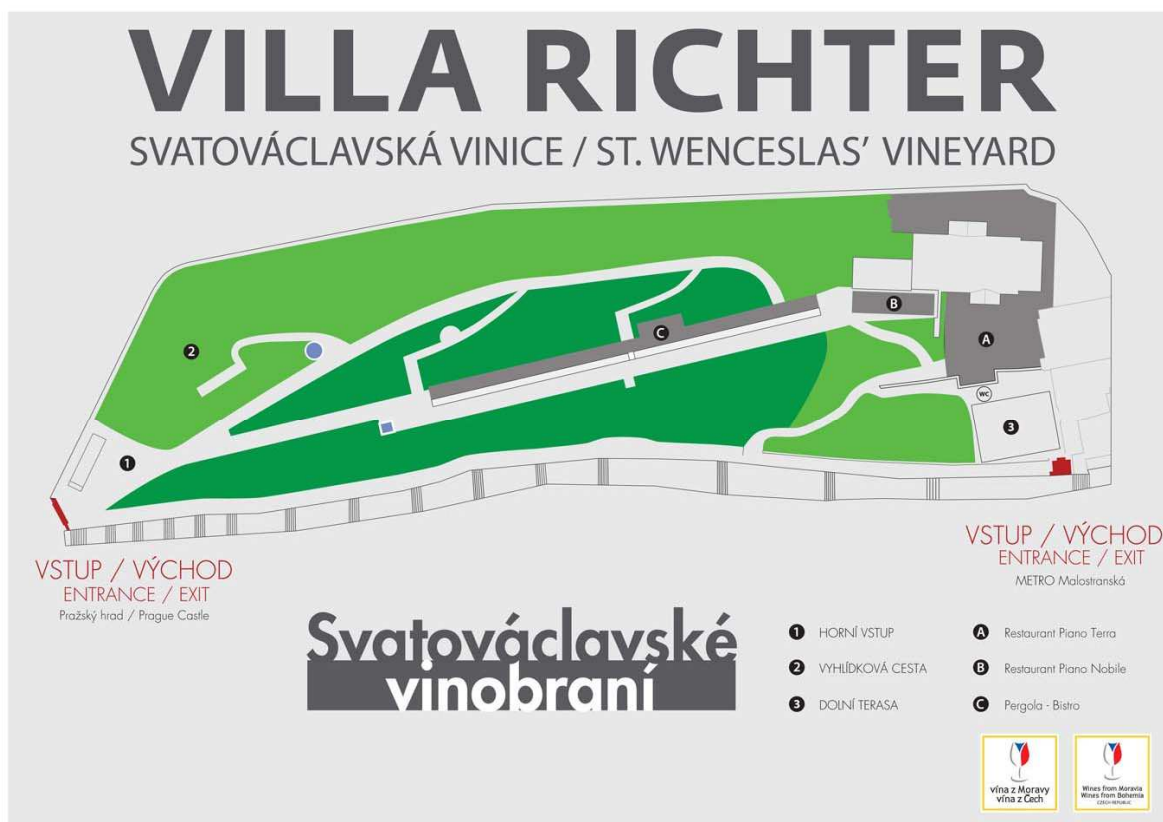 VILLA RICHTER
SVATOVÁCLAVSKÁ VINICE / ST. WENCESLAS’ VINEYARD
B
C
A
2
WC
3
1
VSTUP / VÝCHOD
ENTRANCE / EXIT
METRO Malostranská
VSTUP / VÝCHOD
ENTRANCE / EXIT
Pražský hrad / Prague Castle
Svatováclavské
vinobraní
1 HORNÍ VSTUP
2 VYHLÍDKOVÁ CESTA
3 DOLNÍ TERASA
A Restaurant Piano Terra
B Restaurant Piano Nobile
C Pergola - Bistro
vína z Moravy
vína z Čech
Wines from Moravia
Wines from Bohemia
CZECH REPUBLIC